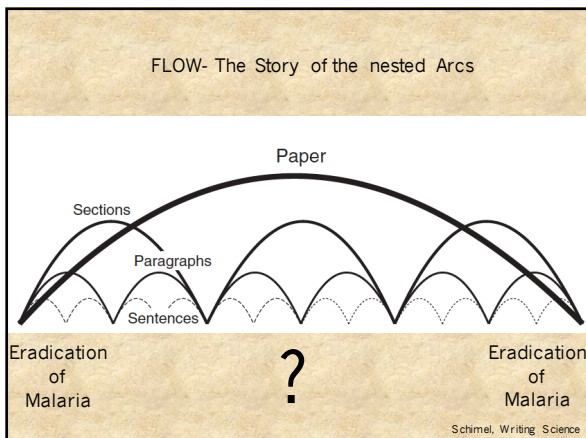 FLOW- The Story of the nested Arcs
Paper
Sections
Paragraphs
Sentences
Eradication
of
Malaria
?
Eradication
of
Malaria
Schimel, Writing Science